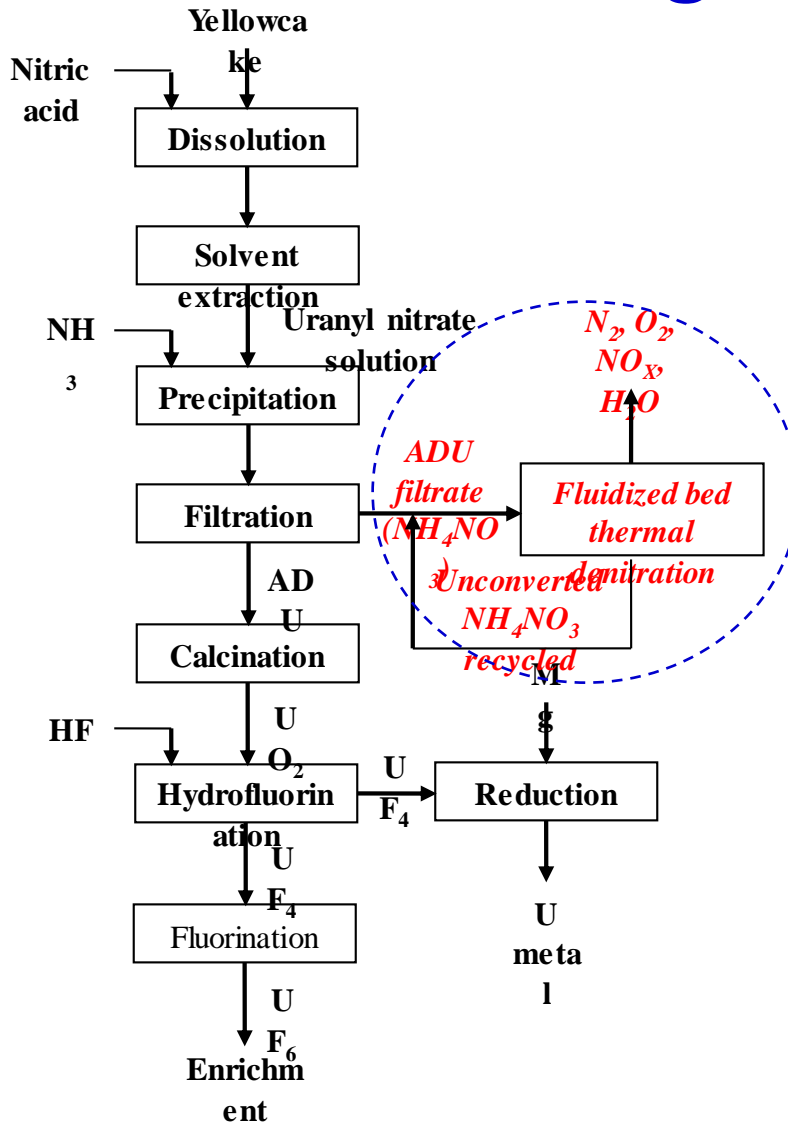 Yellowca
ke
Nitric
acid
Dissolution
Solvent
extraction
Uranyl nitrate
solution
NH
3
Precipitation
N2, O2,
NOX,
H2O
ADU
filtrate
(NH4NO
3)
Filtration
Fluidized bed
thermal
denitration
Unconverted
NH4NO3
recycled
AD
U
Calcination
M
g
HF
U
O2
Hydrofluorin
ation
U
F4
Reduction
U
F4
Fluorination
U
meta
l
U
F6
Enrichm
ent